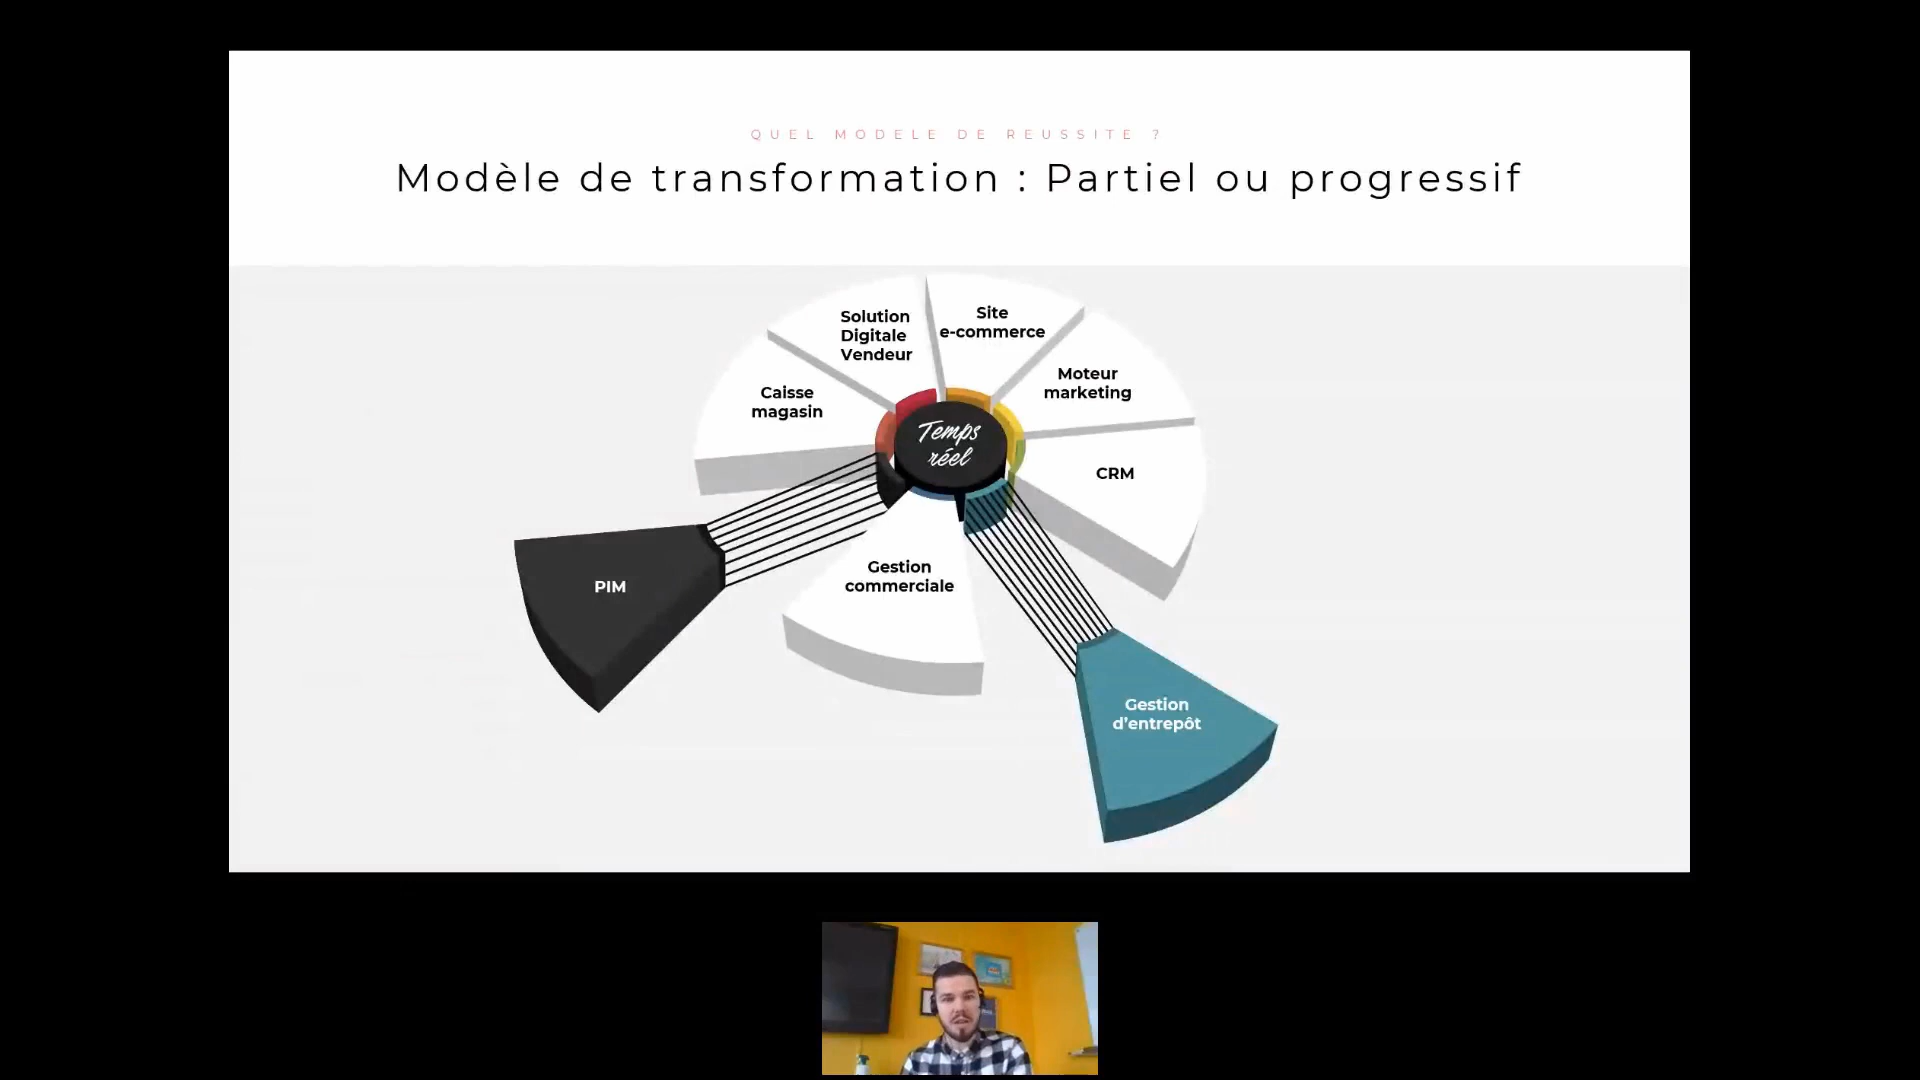 QUEL MODELE DE REUSSITE ?
Modèle de transformation : Partiel ou progressif
Solution
Digitale
Vendeur
Site
e-commerce
Caisse
magasin
Moteur
marketing
Temps
réel
CRM
PIM
Gestion
commerciale
Gestion
d'entrepôt